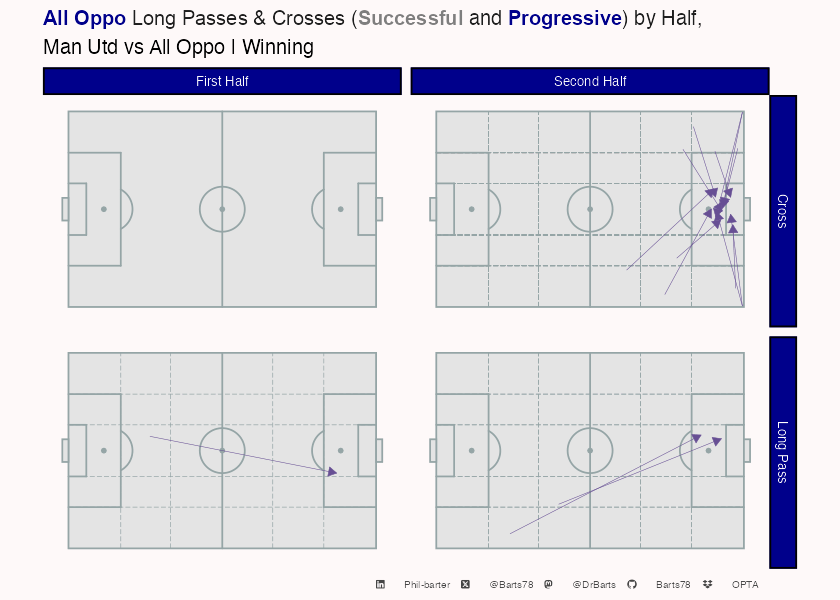 All Oppo Long Passes & Crosses (Successful and Progressive) by Half,
Man Utd vs All Oppo | Winning
First Half
Second Half
Cross
Long Pass
Phil-barter @Barts78 @DrBarts Barts78 OPTA